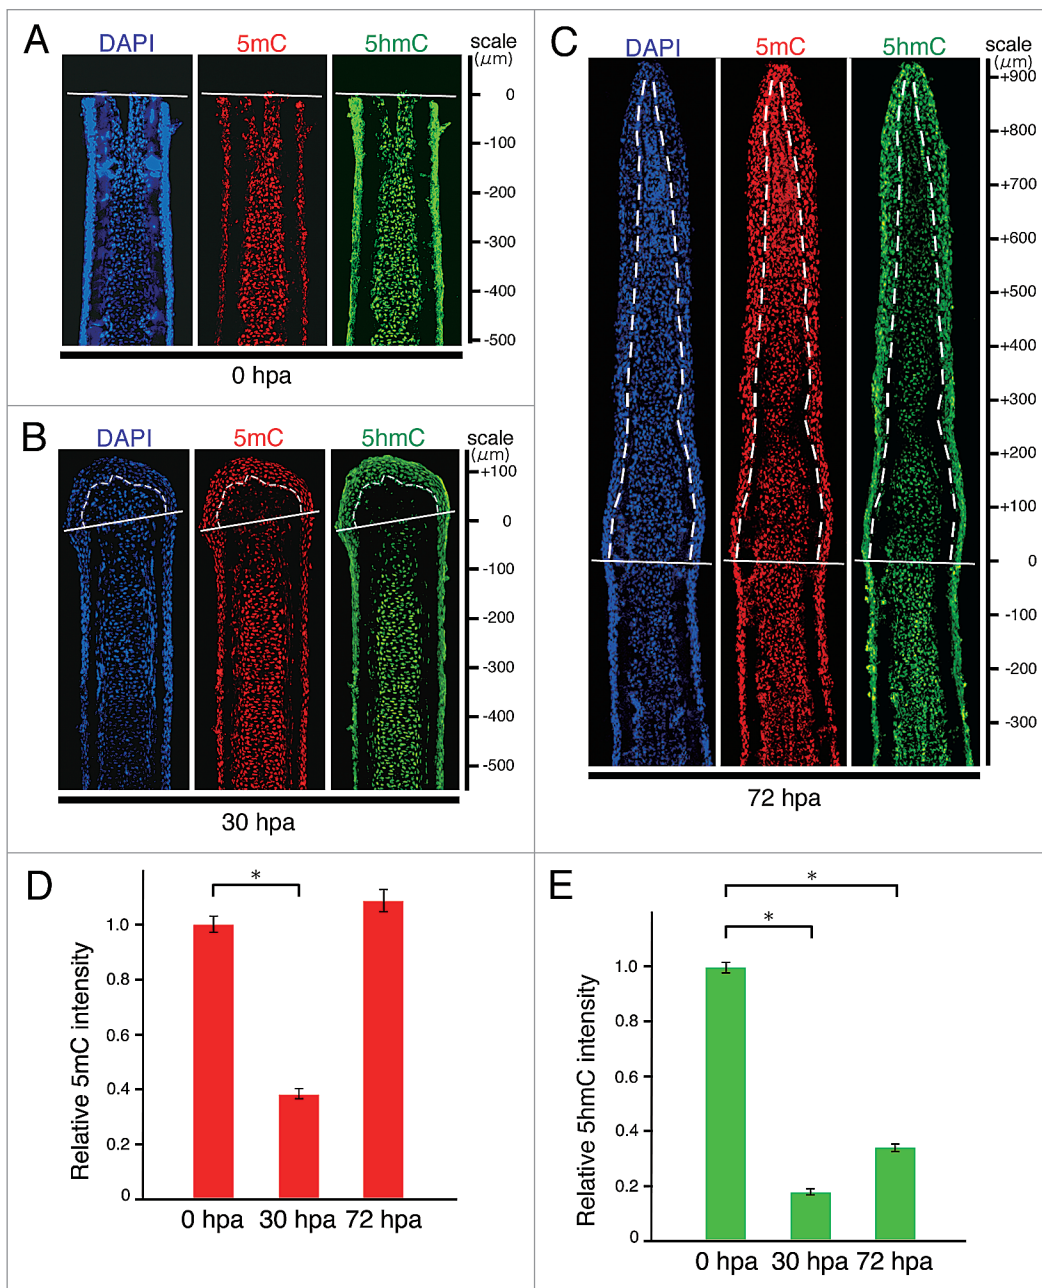 A
DAPI 5mC 5hmC scale
(μm)
0
-100
-200
-300
-400
-500
0 hpa
B
DAPI 5mC 5hmC scale
(μm)
+100
0
-100
-200
-300
-400
-500
30 hpa
C
DAPI 5mC 5hmC scale
(μm)
+900
+800
+700
+600
+500
+400
+300
+200
+100
0
-100
-200
-300
72 hpa
D
Relative 5mC intensity
*
1.0
0.8
0.6
0.4
0.2
0
0 hpa 30 hpa 72 hpa
E
Relative 5hmC intensity
*
*
1.0
0.8
0.6
0.4
0.2
0
0 hpa 30 hpa 72 hpa